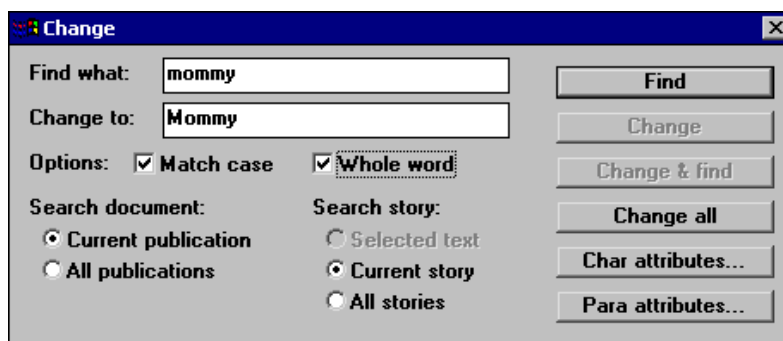 Change
Find what: mommy
Change to: Mommy
Options: Match case Whole word
Search document:
Current publication
All publications
Search story:
Selected text
Current story
All stories
Find
Change
Change & find
Change all
Char attributes...
Para attributes...